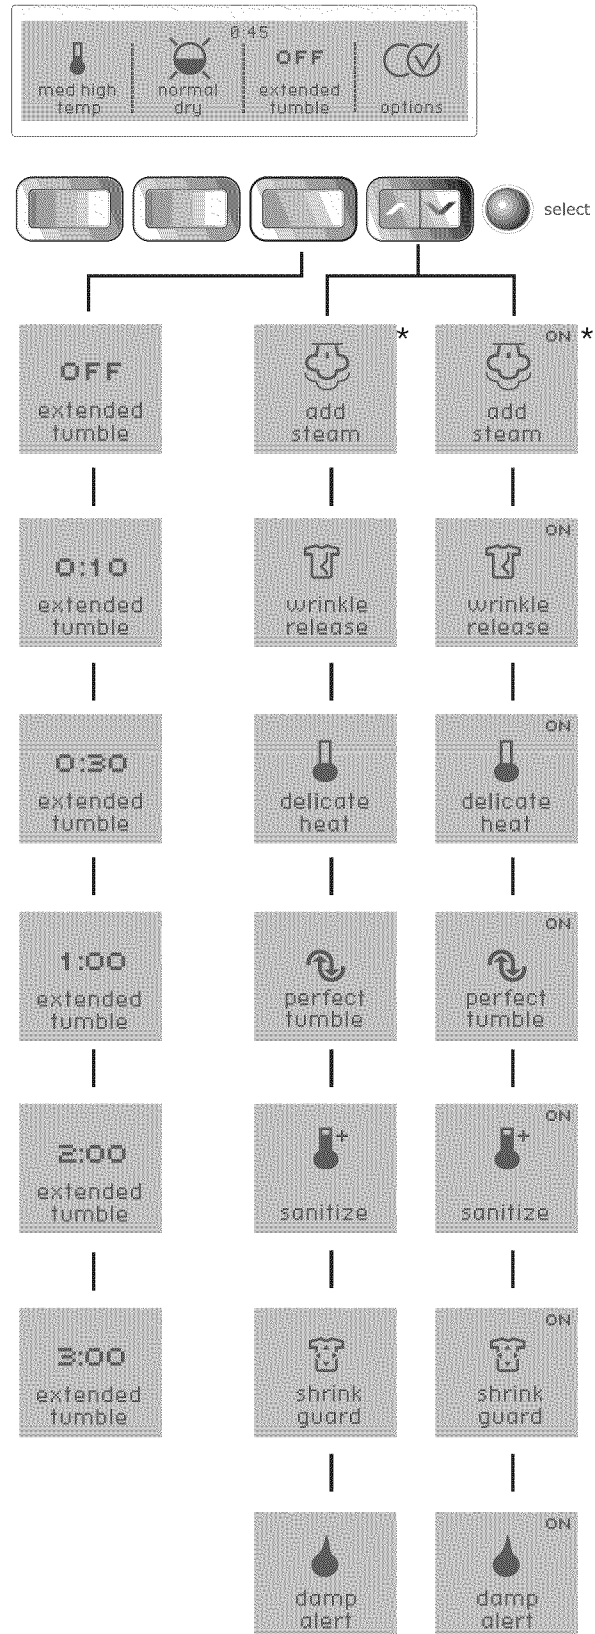 0:45
OFF
med high normal extended
temp dry tumble options
select
OFF
extended
tumble
add
steam
*
ON
add
steam
*
0:10
extended
tumble
wrinkle
release
ON
wrinkle
release
0:30
extended
tumble
delicate
heat
ON
delicate
heat
1:00
extended
tumble
perfect
tumble
ON
perfect
tumble
2:00
extended
tumble
+
sanitize
ON
+
sanitize
3:00
extended
tumble
shrink
guard
ON
shrink
guard
damp
alert
ON
damp
alert